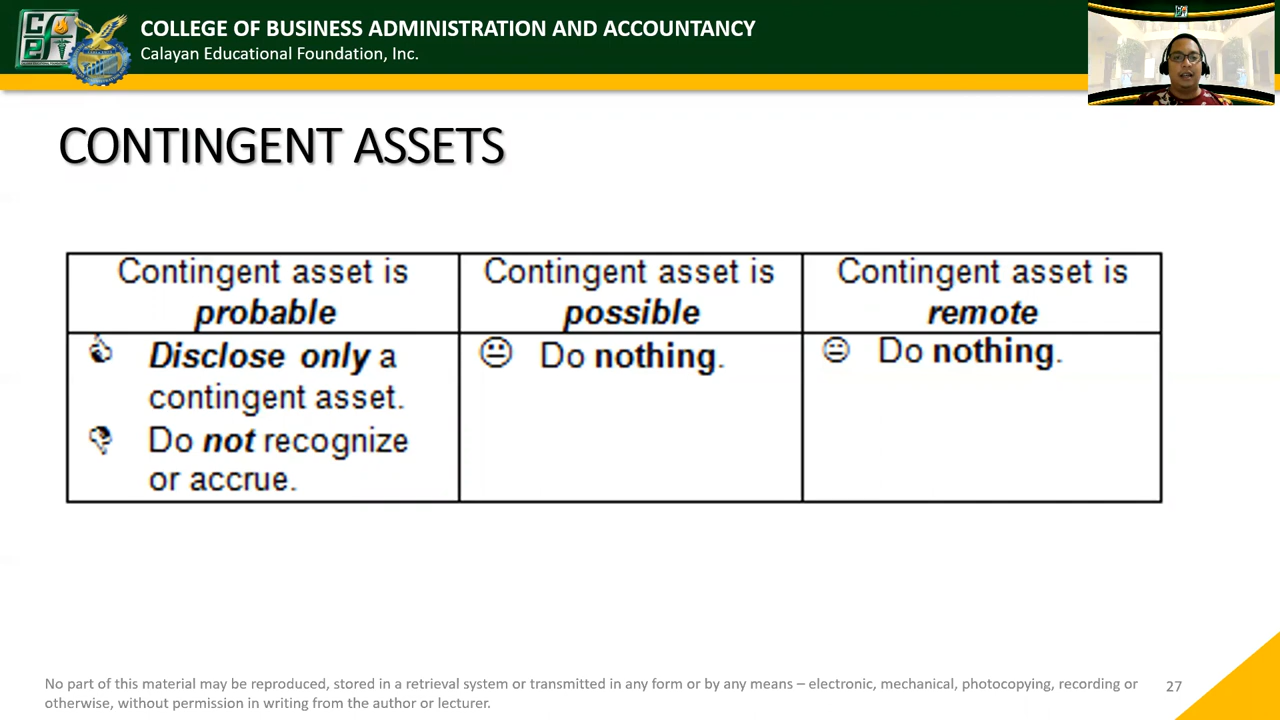 COLLEGE OF BUSINESS ADMINISTRATION AND ACCOUNTANCY
Calayan Educational Foundation, Inc.
CONTINGENT ASSETS
Contingent asset is
probable
Contingent asset is
possible
Contingent asset is
remote
Disclose only a
contingent asset.
Do not recognize
or accrue.
Do nothing.
Do nothing.
No part of this material may be reproduced, stored in a retrieval system or transmitted in any form or by any means – electronic, mechanical, photocopying, recording or
otherwise, without permission in writing from the author or lecturer.
27